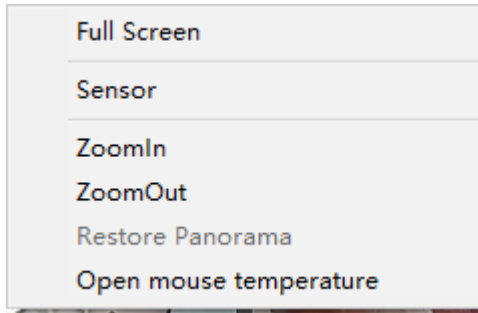 Full Screen
Sensor
ZoomIn
ZoomOut
Restore Panorama
Open mouse temperature